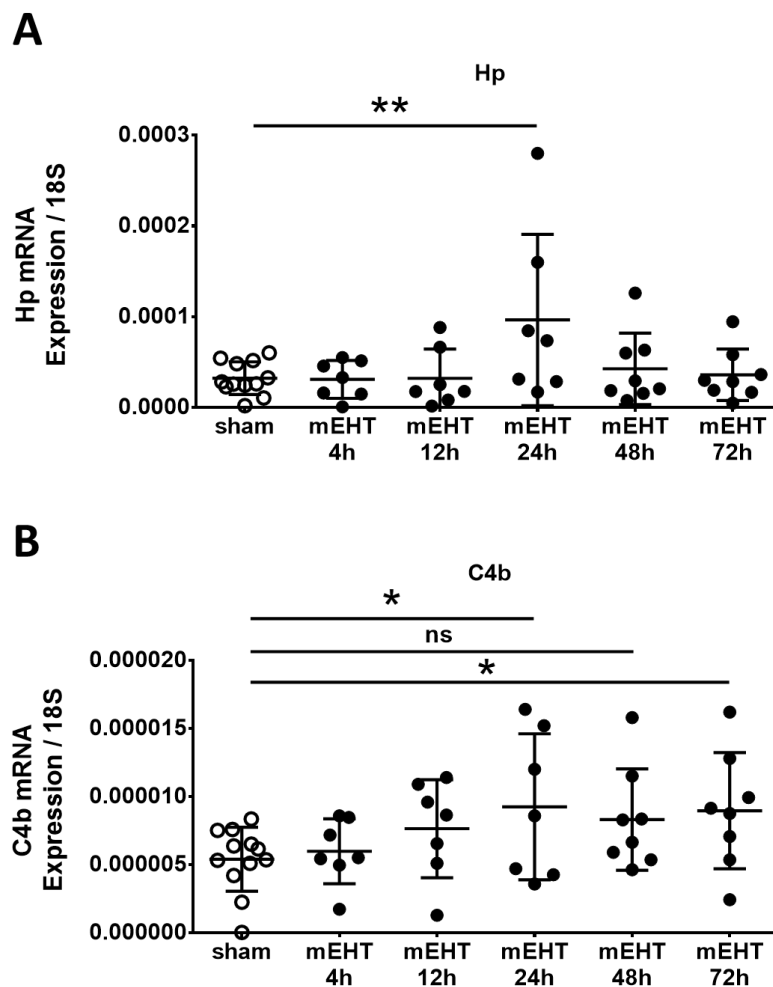 A
Hp
**
Hp mRNA
Expression / 18S
0.0003
0.0002
0.0001
0.0000
sham mEHT mEHT mEHT mEHT mEHT
4h 12h 24h 48h 72h
B
C4b
*
ns
*
C4b mRNA
Expression / 18S
0.000020
0.000015
0.000010
0.000005
0.000000
sham mEHT mEHT mEHT mEHT mEHT
4h 12h 24h 48h 72h